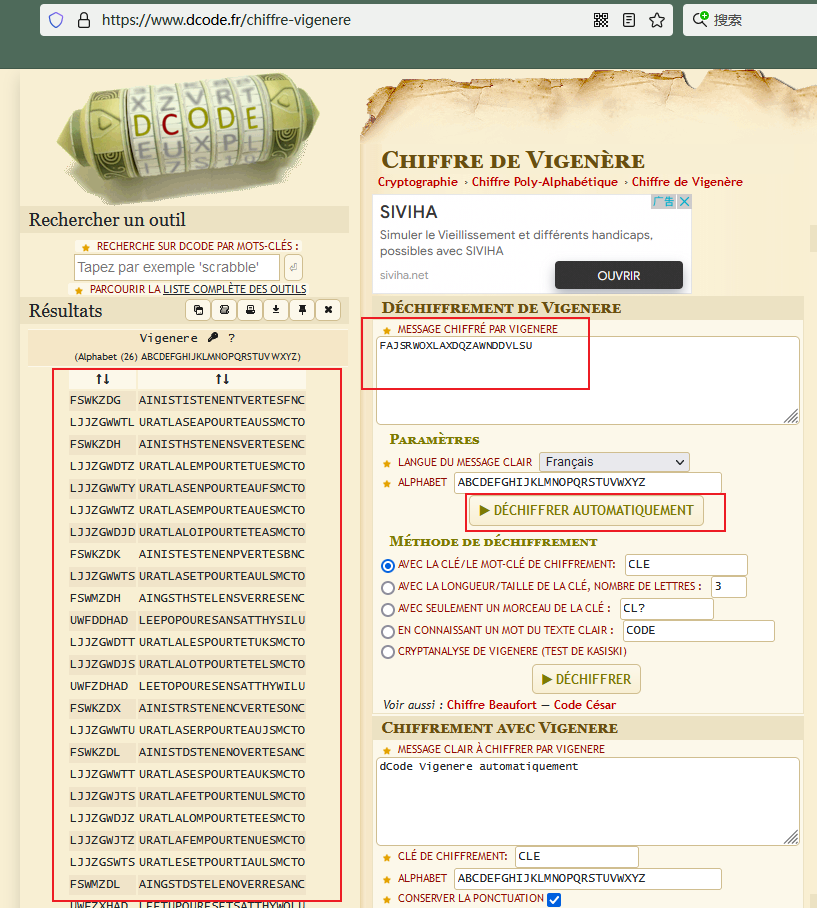 https://www.dcode.fr/chiffre-vigenere
搜索
DCODE
Rechercher un outil
RECHERCHE SUR DCODE PAR MOTS-CLÉS :
Tapez par exemple 'scrabble'
PARCOURIR LA LISTE COMPLÈTE DES OUTILS
Résultats
Vigenere ?
(Alphabet (26) ABCDEFGHIJKLMNOPQRSTUVWXYZ)
↑↓ ↑↓
FSWKZDG AINISTISTENENTVERTESFNC
LJJZGWWTL URATLASEAPOURTEAUSSMCTO
FSWKZDH AINISTHSTENENSVERTESENC
LJJZGWDTZ URATLALEMPOURTETUESMCTO
LJJZGWWTY URATLASENPOURTEAUFSMCTO
LJJZGWWTZ URATLASEMPOURTEAUESMCTO
LJJZGWDJD URATLALOIPOURTETEASMCTO
FSWKZDK AINISTESTENENPVERTESBNC
LJJZGWWTS URATLASETPOURTEAULSMCTO
FSWMZDH AINGSTHSTELENSVERRESENC
UWFDDHAD LEEPOPOURESANSATTHYSILU
LJJZGWDTT URATLALESPOURTETUKSMCTO
LJJZGWDJS URATLALOTPOURTETELSMCTO
UWFZDHAD LEETOPOURESENSATTHYWILU
FSWKZDX AINISTRSTENENCVERTESONC
LJJZGWWTU URATLASERPOURTEAUJSMCTO
FSWKZDL AINISTDSTENENOVERTESANC
LJJZGWWTT URATLASESPOURTEAUKSMCTO
LJJZGWJTS URATLAFETPOURTENULSMCTO
LJJZGWDJZ URATLALOMPOURTETEESMCTO
LJJZGWJTZ URATLAFEMPOURTENUESMCTO
LJJZGSWTS URATLESETPOURTIAULSMCTO
FSWMZDL AINGSTDSTELENOVERRESANC
UWFZXHAD LEETUPOURESETSATTHYWOLU
CHIFFRE DE VIGENÈRE
Cryptographie › Chiffre Poly-Alphabétique › Chiffre de Vigenère
广告
SIVIHA
Simuler le Vieillissement et différents handicaps,
possibles avec SIVIHA
siviha.net
OUVRIR
DÉCHIFFREMENT DE VIGENERE
MESSAGE CHIFFRÉ PAR VIGENERE
FAJSRWOXLAXDQZAWNDDVLSU
PARAMÈTRES
LANGUE DU MESSAGE CLAIR Français
ALPHABET ABCDEFGHIJKLMNOPQRSTUVWXYZ
▶ DÉCHIFFRER AUTOMATIQUEMENT
MÉTHODE DE DÉCHIFFREMENT
AVEC LA CLÉ/LE MOT-CLÉ DE CHIFFREMENT: CLE
AVEC LA LONGUEUR/TAILLE DE LA CLÉ, NOMBRE DE LETTRES : 3
AVEC SEULEMENT UN MORCEAU DE LA CLÉ : CL?
EN CONNAISSANT UN MOT DU TEXTE CLAIR : CODE
CRYPTANALYSE DE VIGENERE (TEST DE KASISKI)
▶ DÉCHIFFRER
Voir aussi : Chiffre Beaufort — Code César
CHIFFREMENT AVEC VIGENERE
MESSAGE CLAIR À CHIFFRER PAR VIGENERE
dCode Vigenere automatiquement
CLÉ DE CHIFFREMENT: CLE
ALPHABET ABCDEFGHIJKLMNOPQRSTUVWXYZ
CONSERVER LA PONCTUATION